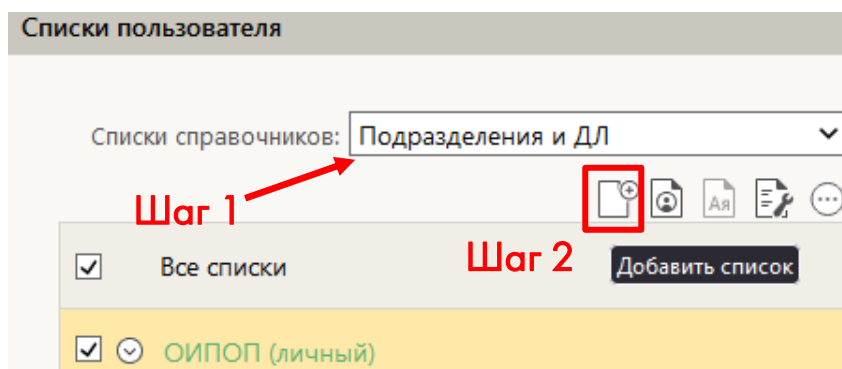 Списки пользователя
Списки справочников: Подразделения и ДЛ
Шаг 1
Ая
Все списки
Шаг 2
Добавить список
ОИПОП (личный)